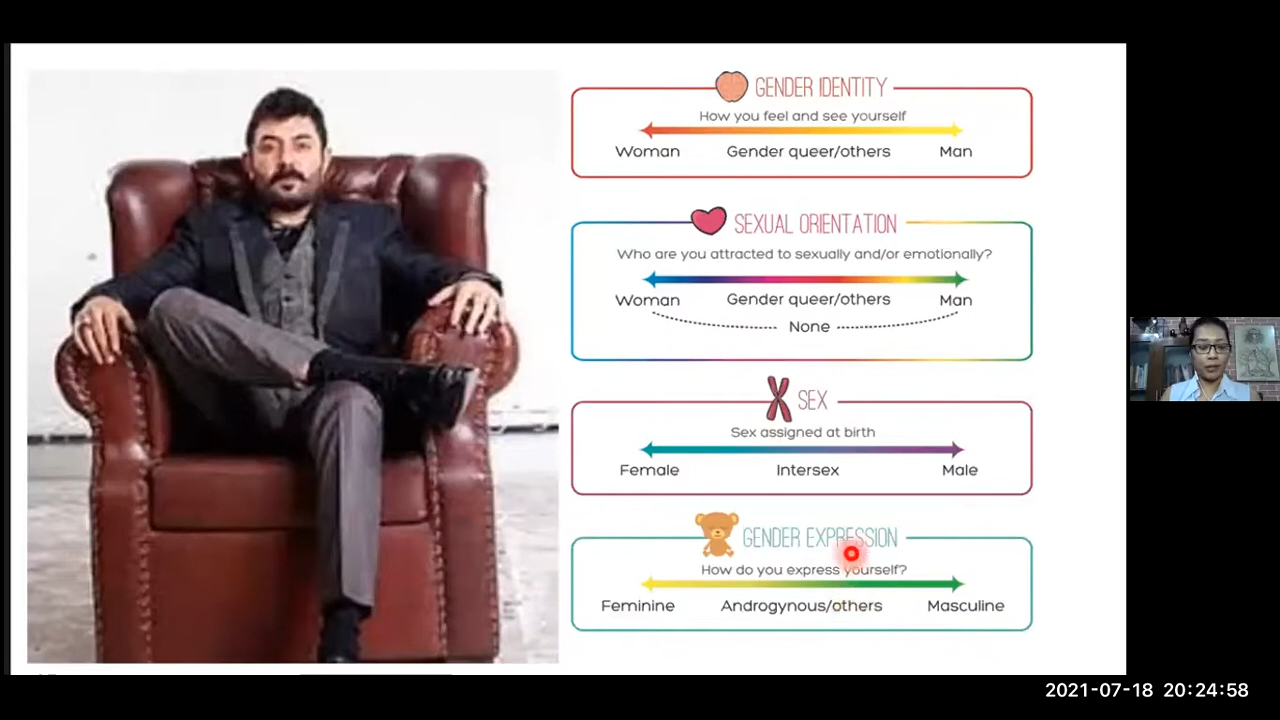 GENDER IDENTITY
How you feel and see yourself
Woman Gender queer/others Man
SEXUAL ORIENTATION
Who are you attracted to sexually and/or emotionally?
Woman Gender queer/others Man
None
SEX
Sex assigned at birth
Female Intersex Male
GENDER EXPRESSION
How do you express yourself?
Feminine Androgynous/others Masculine
2021-07-18 20:24:58